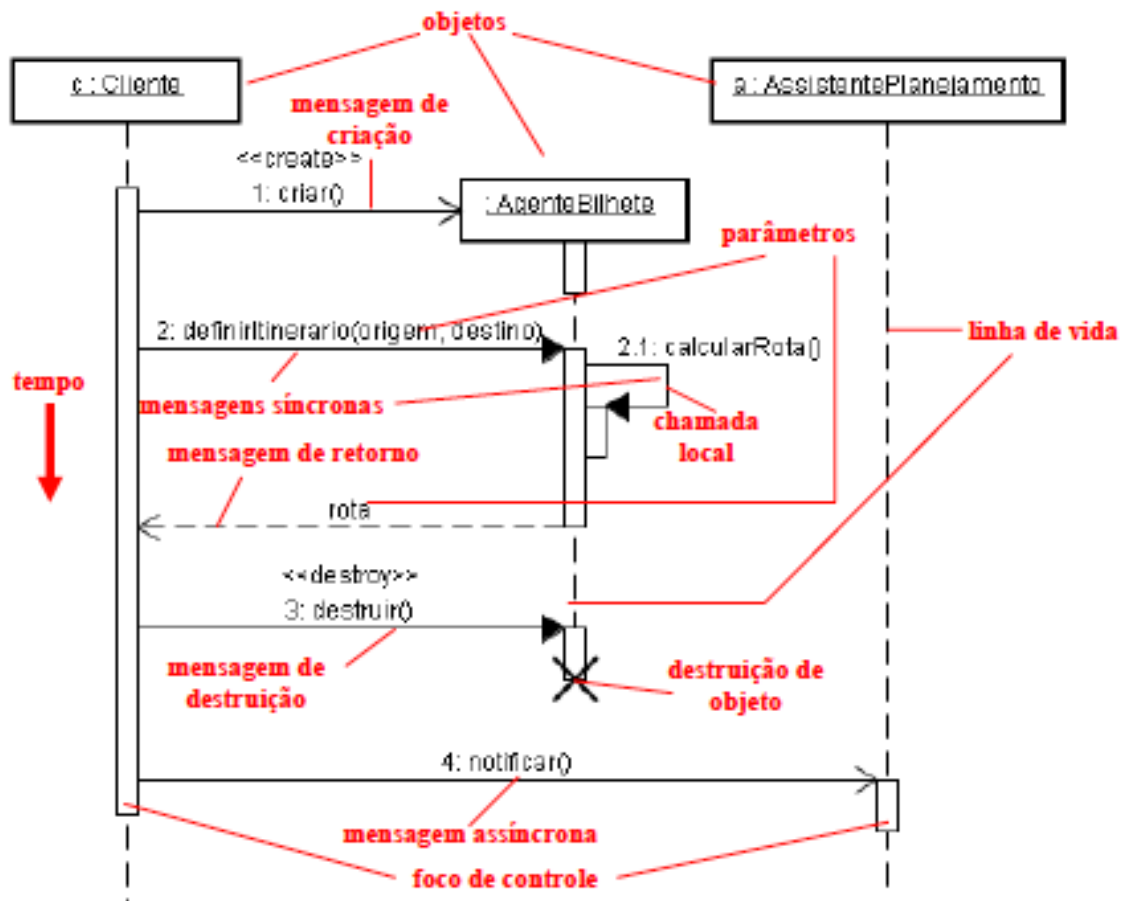 objetos
c : Cliente
a : AssistentePlanejamento
mensagem de
criação
<<create>>
1: criar()
: AgenteBilhete
parâmetros
2: definirItinerario(origem, destino)
2.1: calcularRota()
linha de vida
tempo
mensagens síncronas
chamada
local
mensagem de retorno
rota
<<destroy>>
3: destruir()
mensagem de
destruição
destruição de
objeto
4: notificar()
mensagem assíncrona
foco de controle